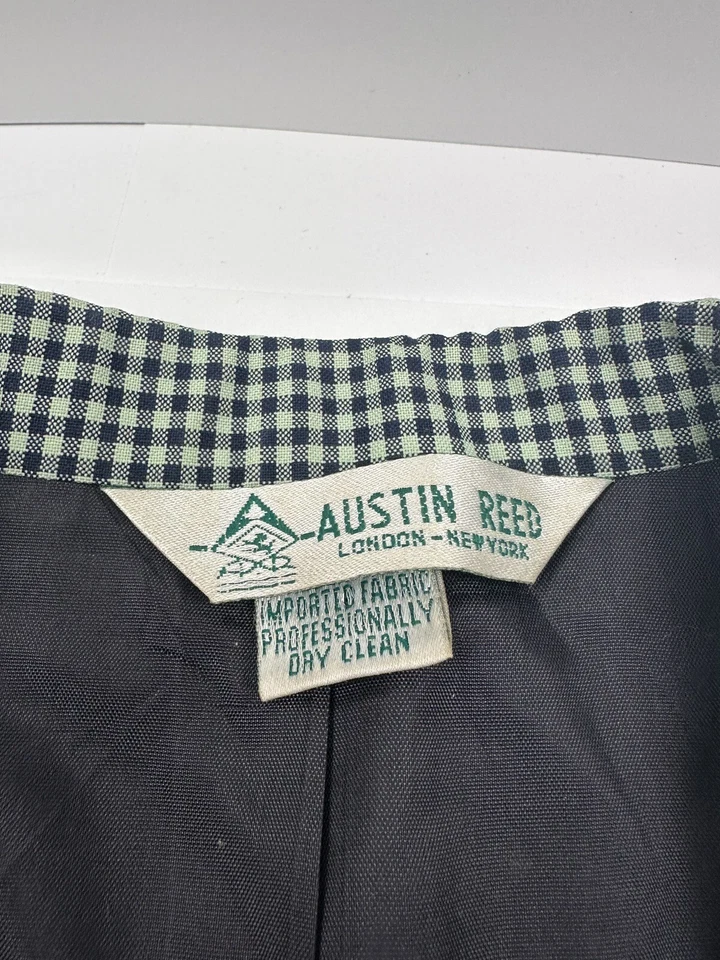 AUSTIN REED
LONDON - NEW YORK
IMPORTED FABRIC
PROFESSIONALLY
DRY CLEAN